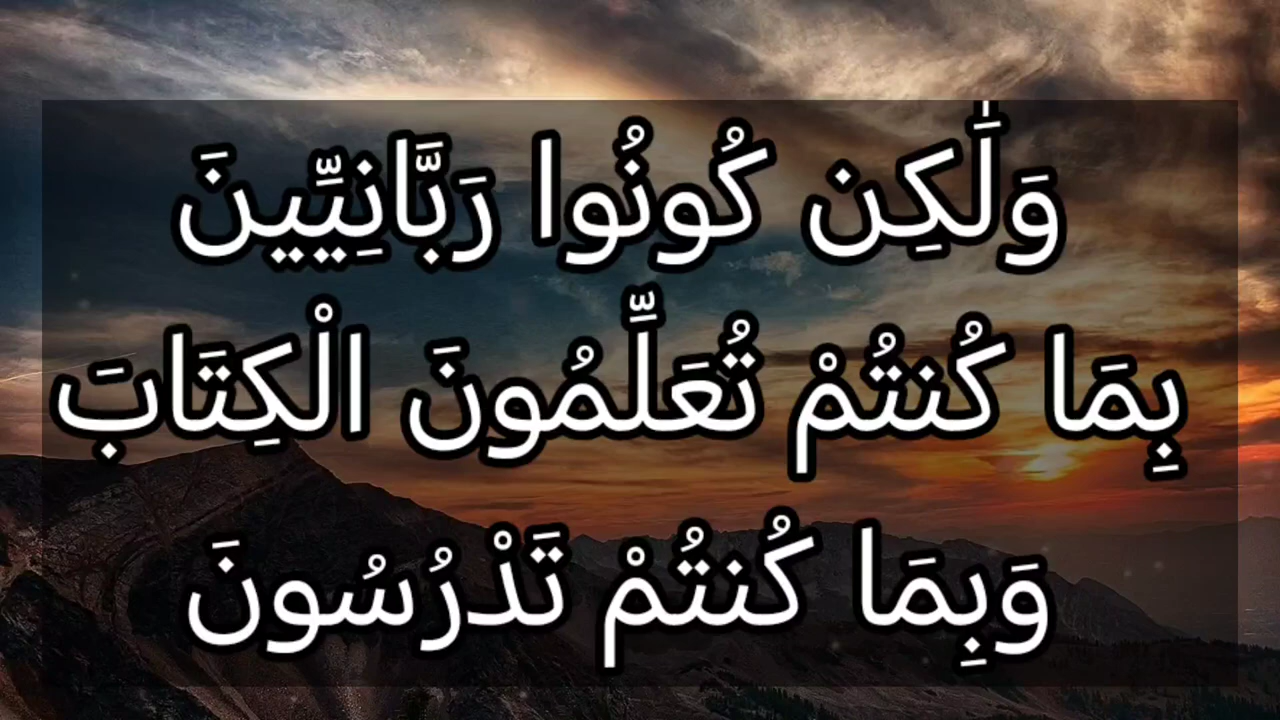 وَلَٰكِن كُونُوا رَبَّانِيِّينَ
بِمَا كُنتُمْ تُعَلِّمُونَ الْكِتَابَ
وَبِمَا كُنتُمْ تَدْرُسُونَ